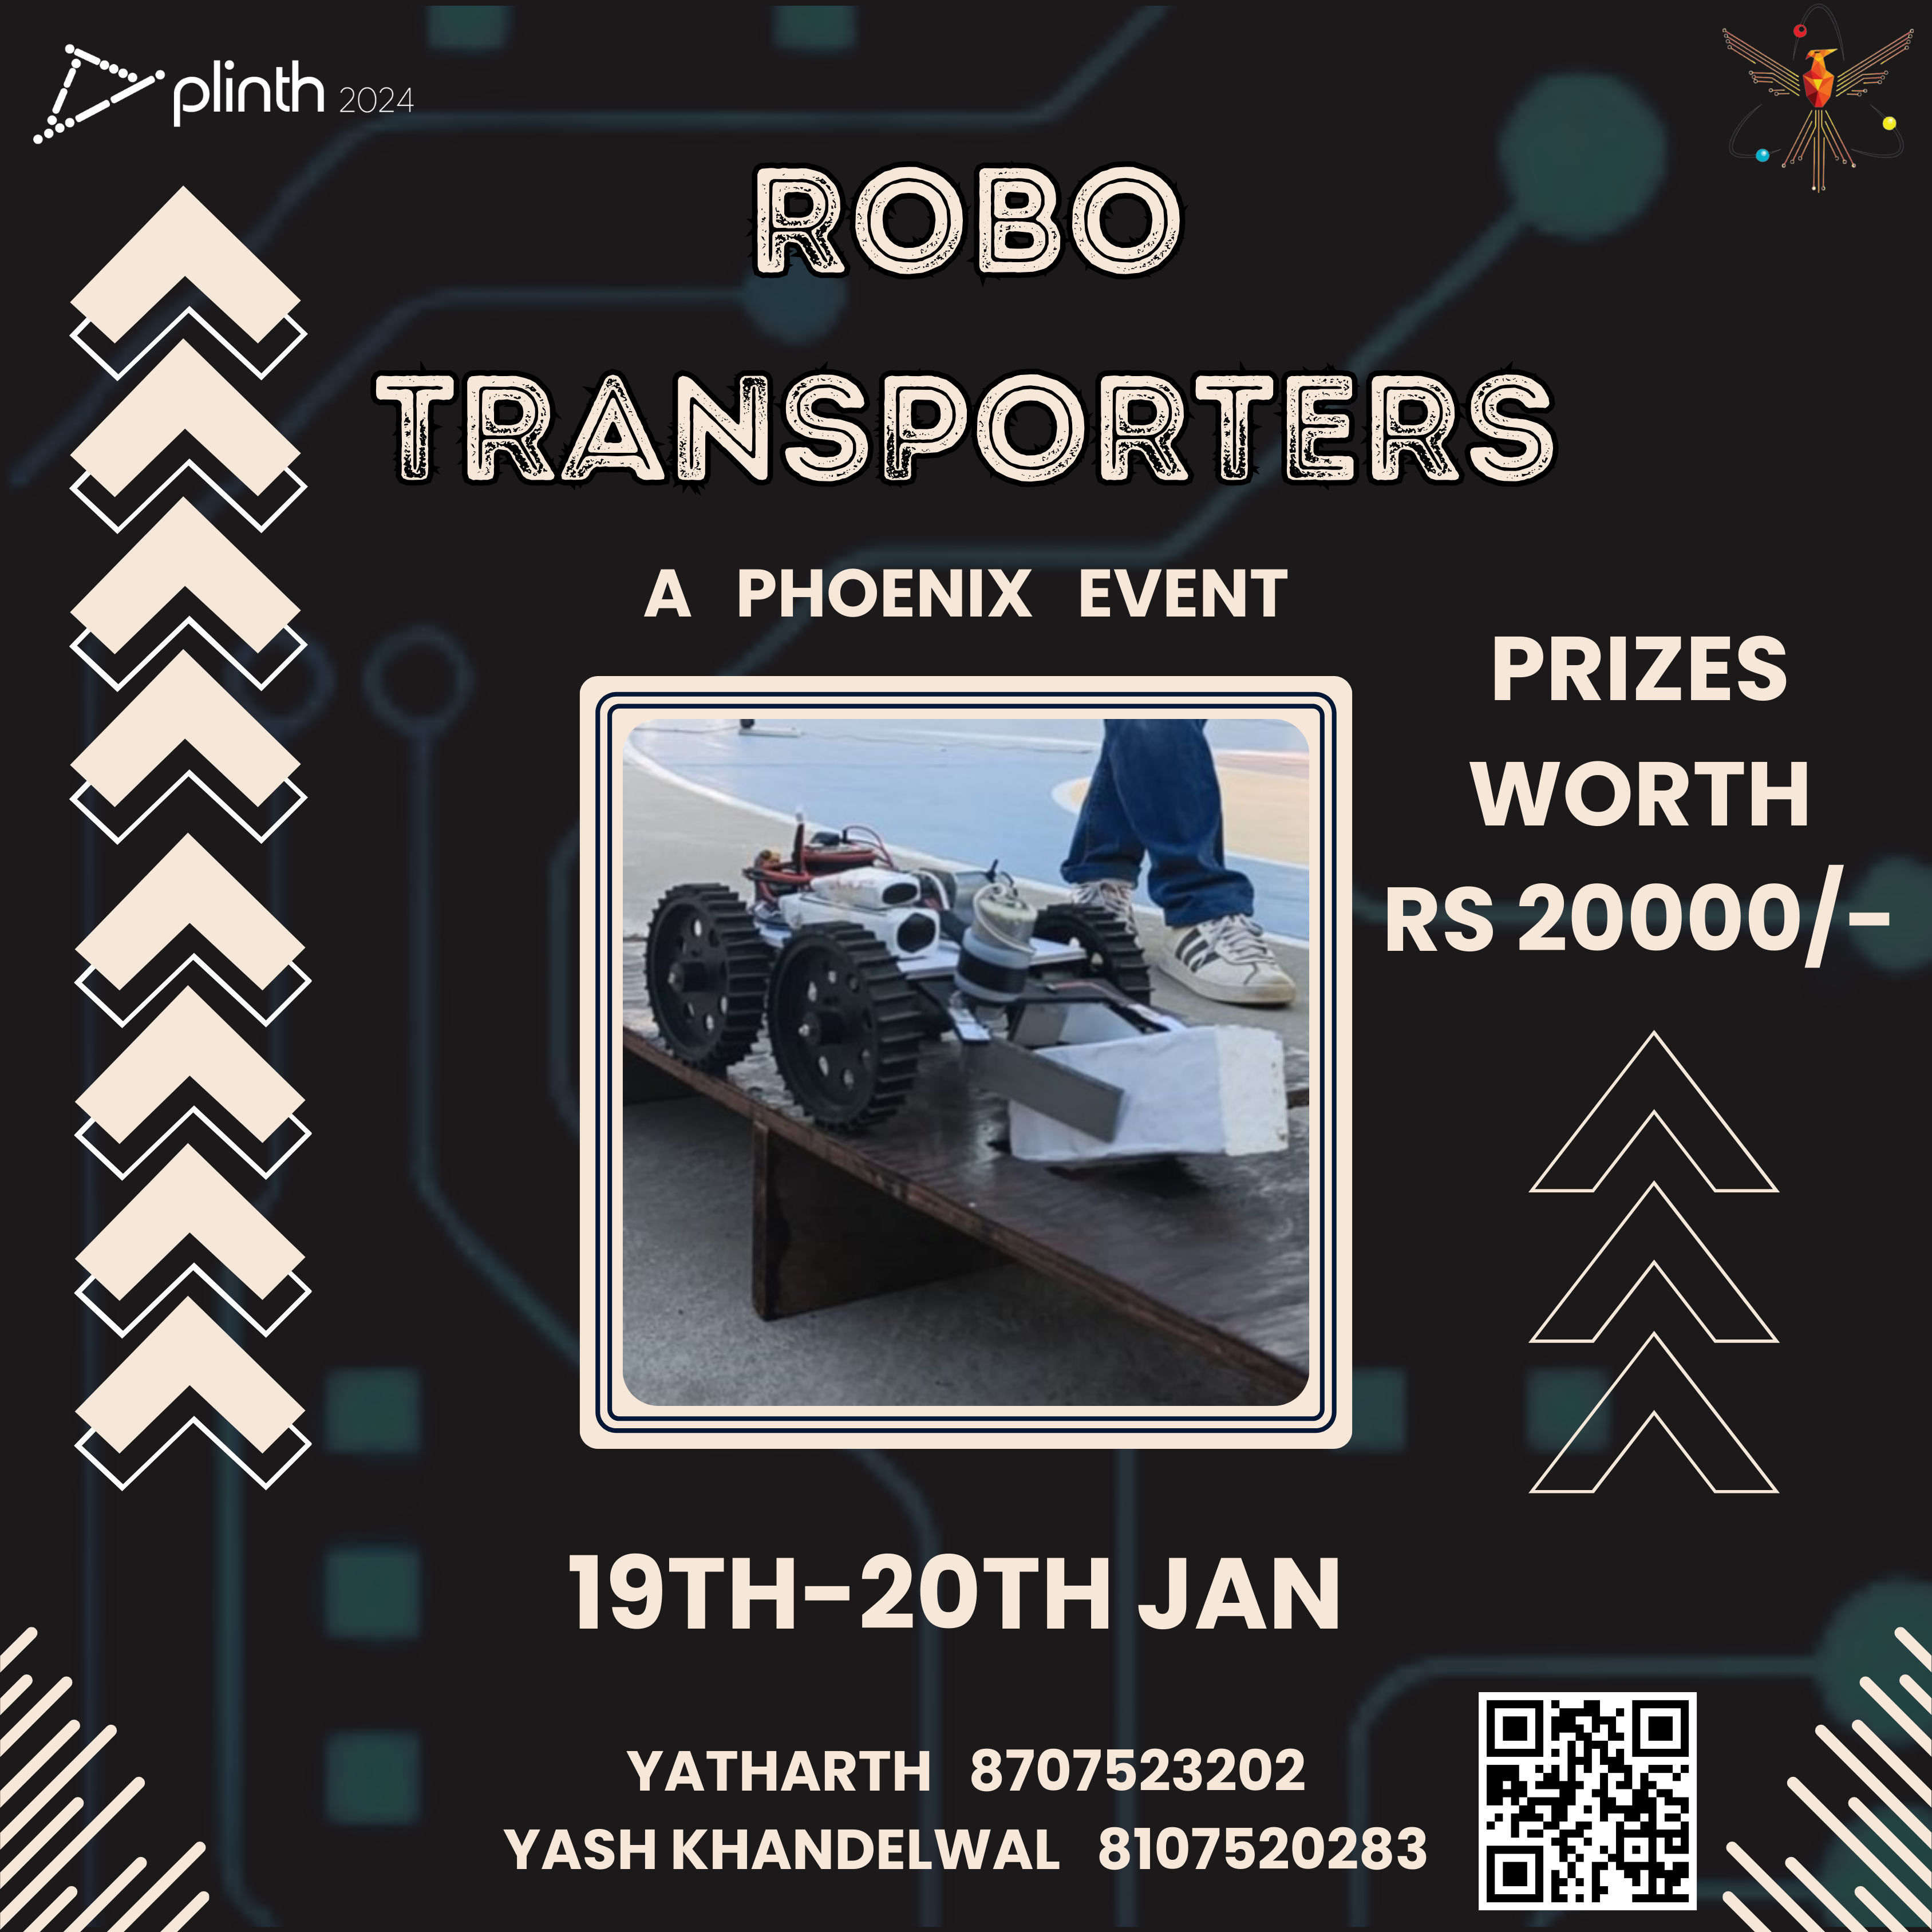 plinth 2024
ROBO
TRANSPORTERS
A PHOENIX EVENT
PRIZES
WORTH
RS 20000/-
19TH-20TH JAN
YATHARTH 8707523202
YASH KHANDELWAL 8107520283